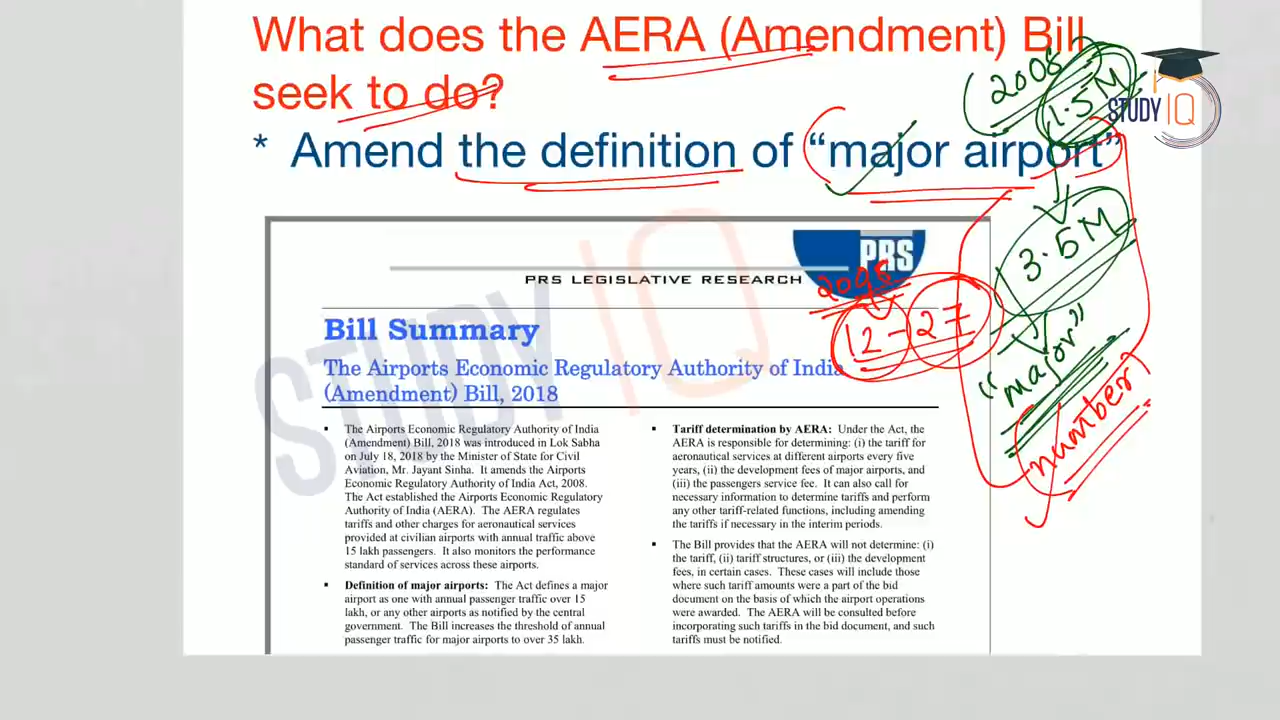 What does the AERA (Amendment) Bill
seek to do?
* Amend the definition of “major airport”
2008
1.5M
STUDY IQ
3.5M
“major”
number
PRS
PRS LEGISLATIVE RESEARCH
2008
12 - 27
Bill Summary
The Airports Economic Regulatory Authority of India
(Amendment) Bill, 2018
▪ The Airports Economic Regulatory Authority of India
(Amendment) Bill, 2018 was introduced in Lok Sabha
on July 18, 2018 by the Minister of State for Civil
Aviation, Mr. Jayant Sinha. It amends the Airports
Economic Regulatory Authority of India Act, 2008.
The Act established the Airports Economic Regulatory
Authority of India (AERA). The AERA regulates
tariffs and other charges for aeronautical services
provided at civilian airports with annual traffic above
15 lakh passengers. It also monitors the performance
standard of services across these airports.
▪ Definition of major airports: The Act defines a major
airport as one with annual passenger traffic over 15
lakh, or any other airports as notified by the central
government. The Bill increases the threshold of annual
passenger traffic for major airports to over 35 lakh.
▪ Tariff determination by AERA: Under the Act, the
AERA is responsible for determining: (i) the tariff for
aeronautical services at different airports every five
years, (ii) the development fees of major airports, and
(iii) the passengers service fee. It can also call for
necessary information to determine tariffs and perform
any other tariff-related functions, including amending
the tariffs if necessary in the interim periods.
▪ The Bill provides that the AERA will not determine: (i)
the tariff, (ii) tariff structures, or (iii) the development
fees, in certain cases. These cases will include those
where such tariff amounts were a part of the bid
document on the basis of which the airport operations
were awarded. The AERA will be consulted before
incorporating such tariffs in the bid document, and such
tariffs must be notified.
STUDY IQ